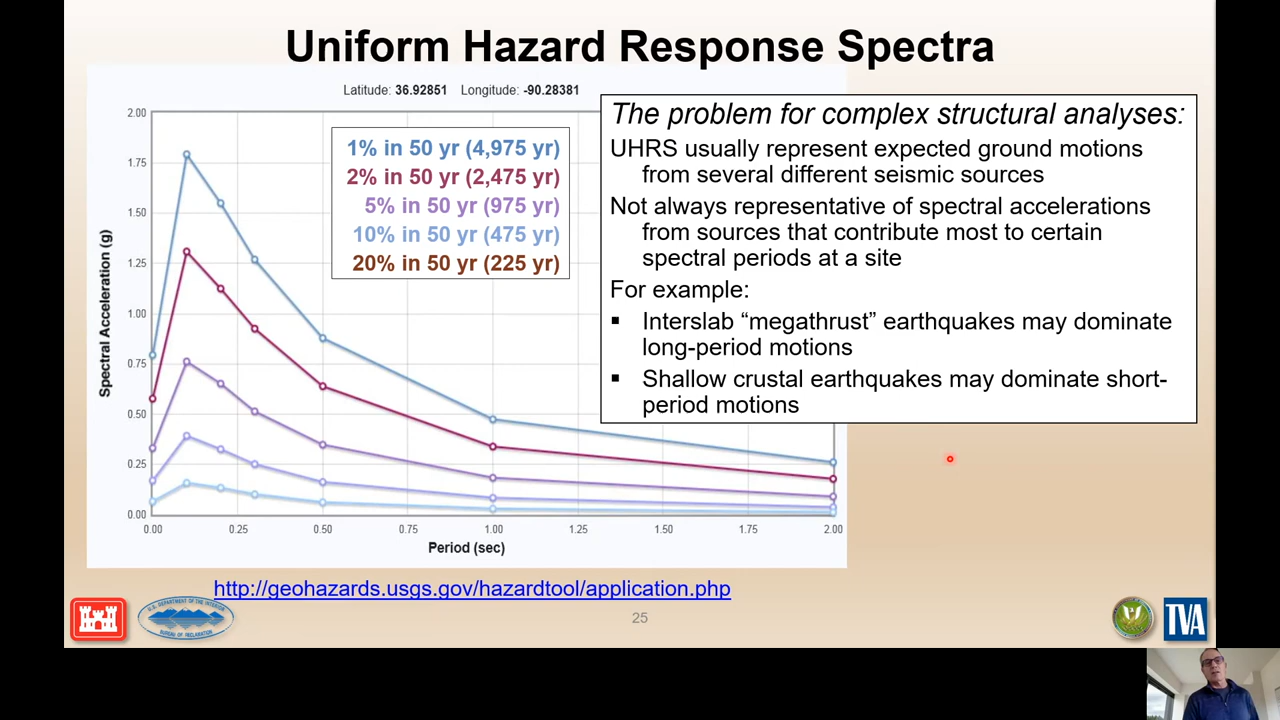 Uniform Hazard Response Spectra
Latitude: 36.92851 Longitude: -90.28381
2.00
1.75
1.50
1.25
1.00
0.75
0.50
0.25
0.00
Spectral Acceleration (g)
1% in 50 yr (4,975 yr)
2% in 50 yr (2,475 yr)
5% in 50 yr (975 yr)
10% in 50 yr (475 yr)
20% in 50 yr (225 yr)
0.00 0.25 0.50 0.75 1.00 1.25 1.50 1.75 2.00
Period (sec)
The problem for complex structural analyses:
UHRS usually represent expected ground motions
from several different seismic sources
Not always representative of spectral accelerations
from sources that contribute most to certain
spectral periods at a site
For example:
▪ Interslab “megathrust” earthquakes may dominate
long-period motions
▪ Shallow crustal earthquakes may dominate short-
period motions
http://geohazards.usgs.gov/hazardtool/application.php
25
U.S. DEPARTMENT OF THE INTERIOR
BUREAU OF RECLAMATION
TVA